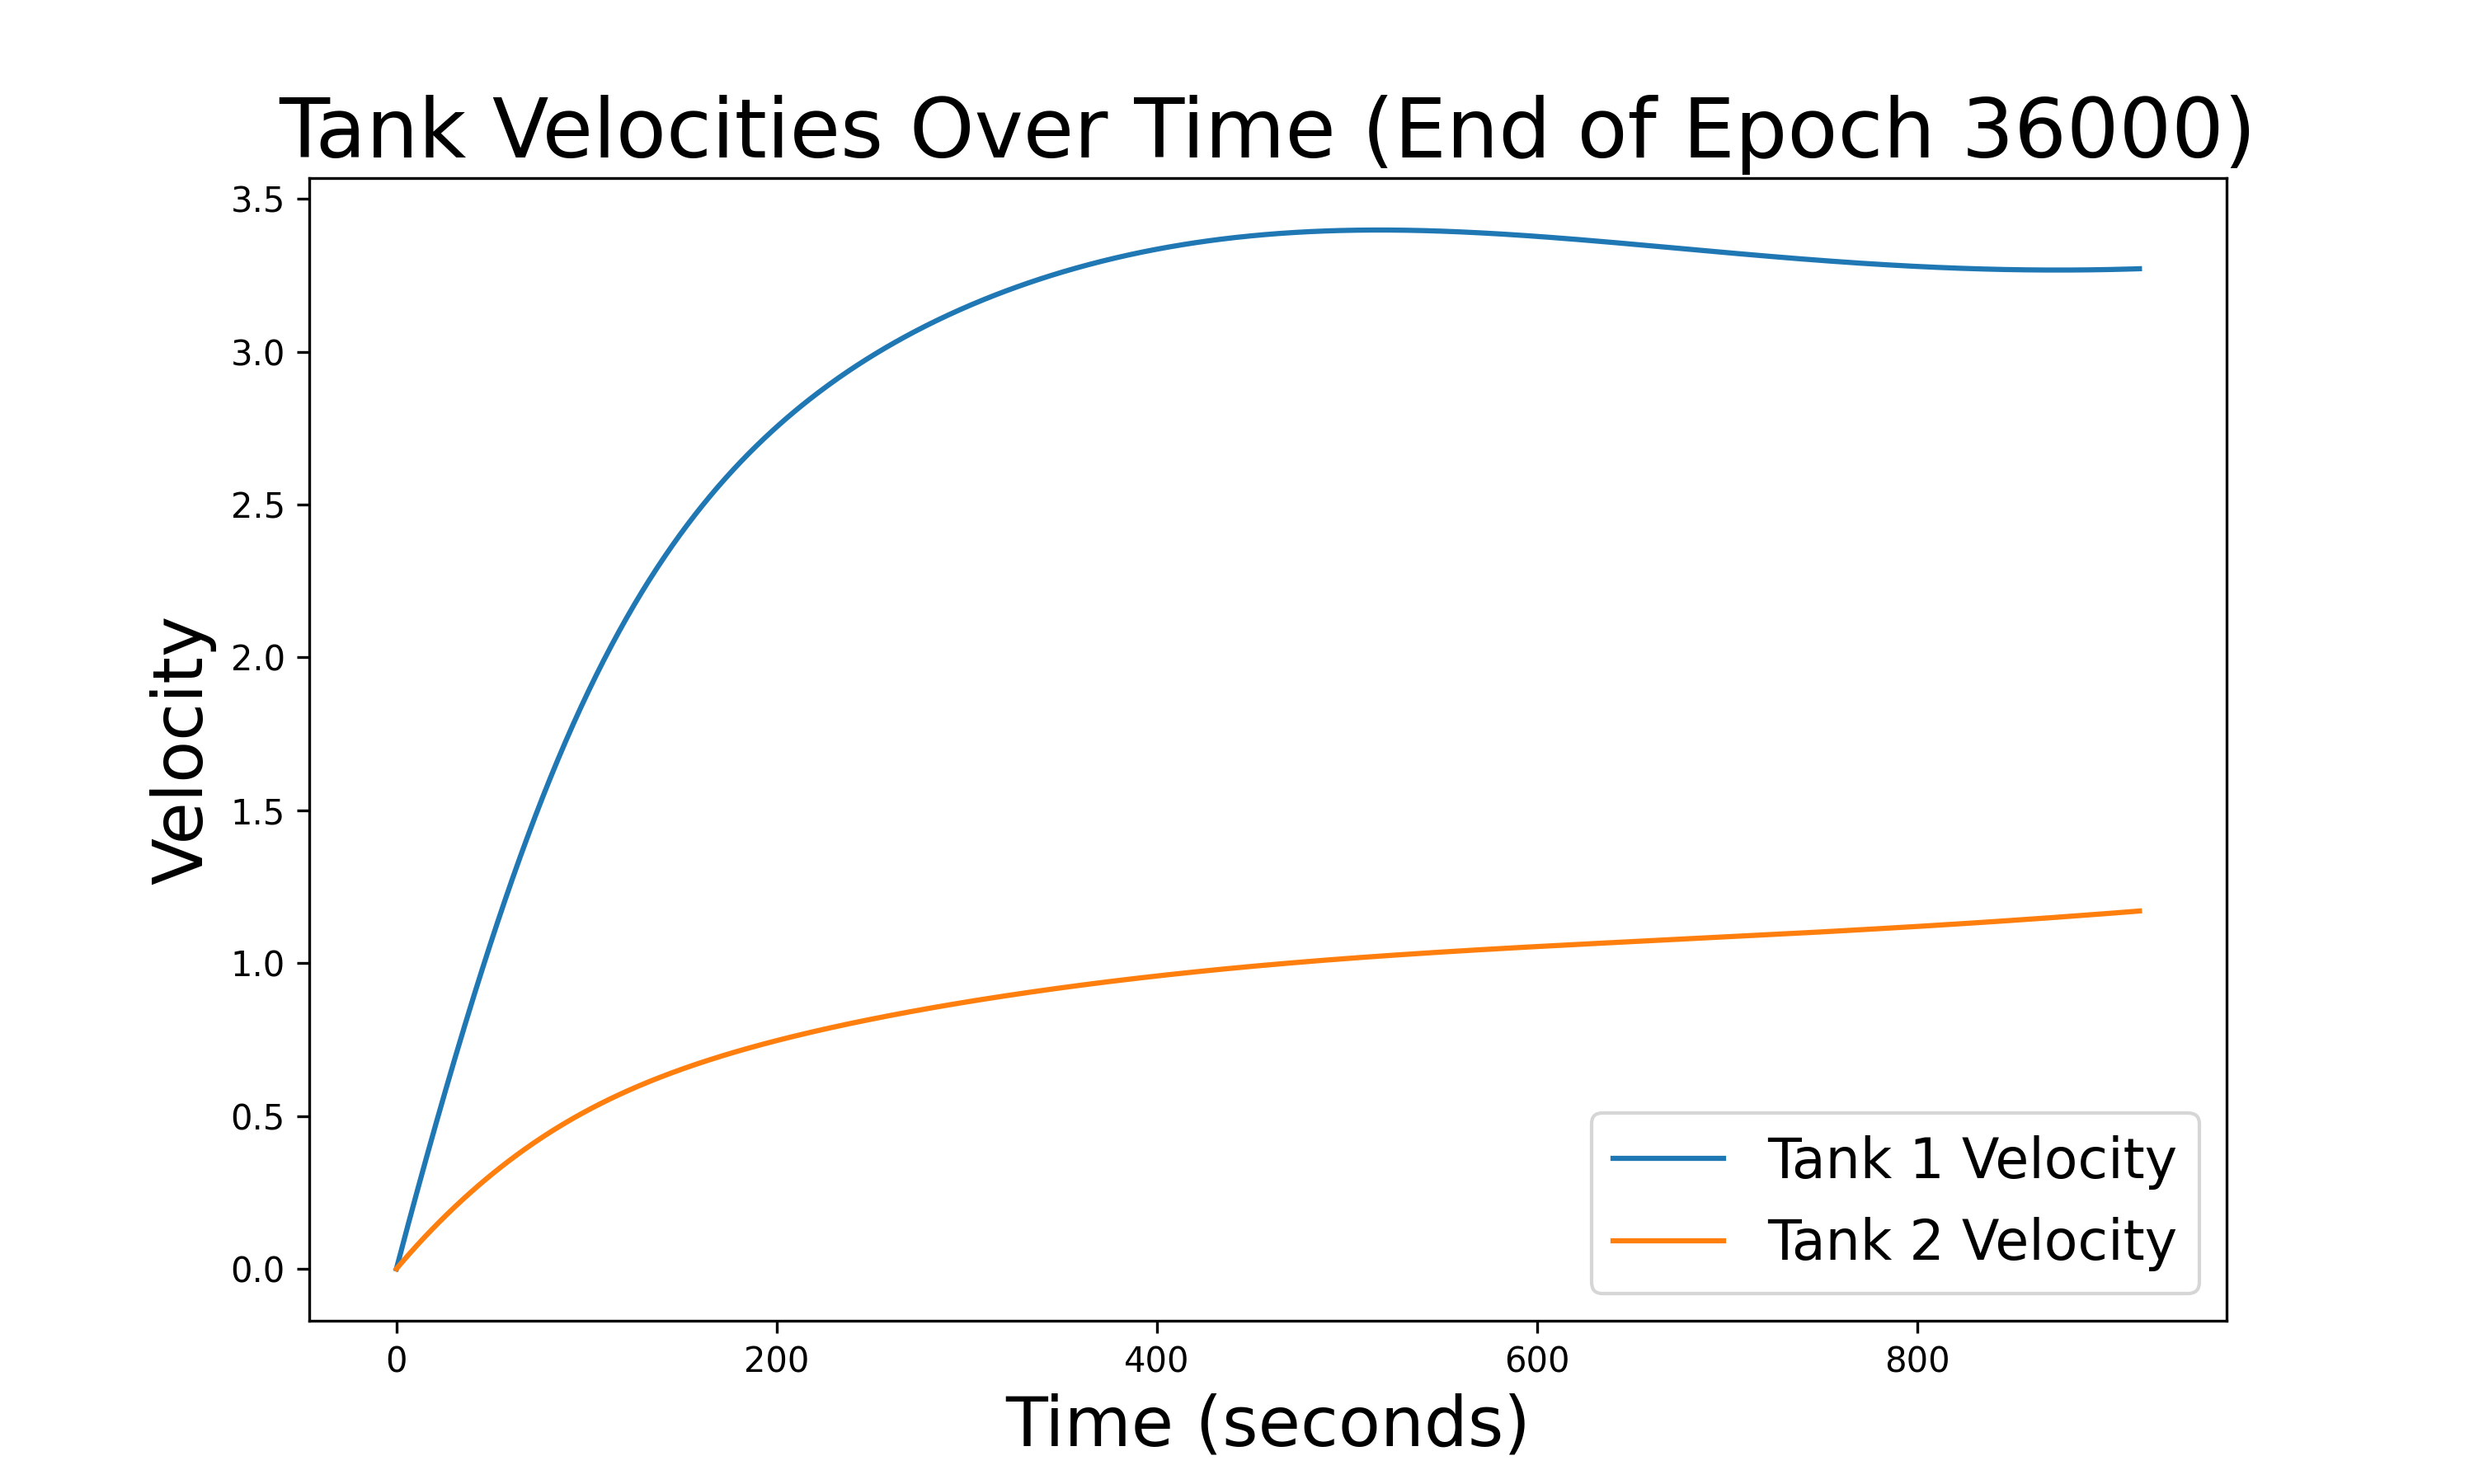 Tank Velocities Over Time (End of Epoch 36000)
3.5
3.0
2.5
2.0
1.5
1.0
0.5
0.0
Velocity
Tank 1 Velocity
Tank 2 Velocity
0 200 400 600 800
Time (seconds)